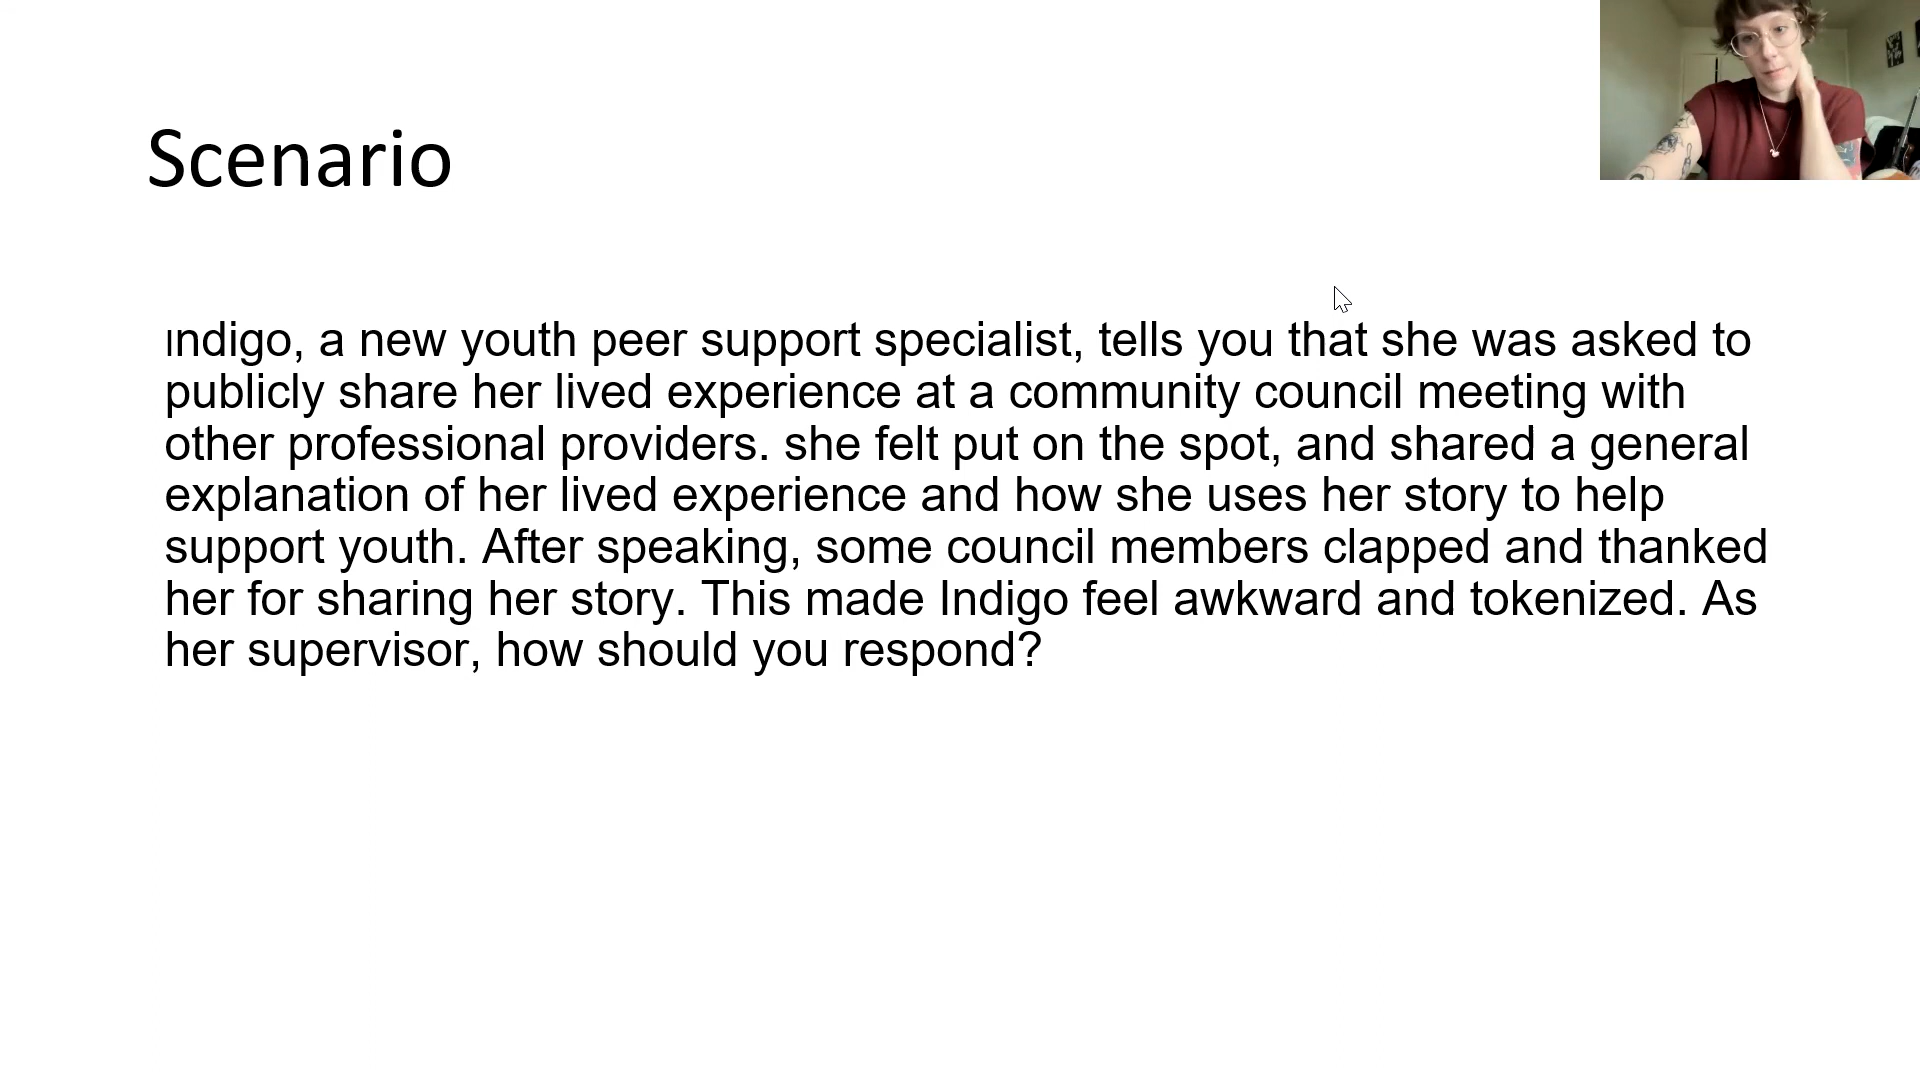 Scenario
Indigo, a new youth peer support specialist, tells you that she was asked to
publicly share her lived experience at a community council meeting with
other professional providers. she felt put on the spot, and shared a general
explanation of her lived experience and how she uses her story to help
support youth. After speaking, some council members clapped and thanked
her for sharing her story. This made Indigo feel awkward and tokenized. As
her supervisor, how should you respond?